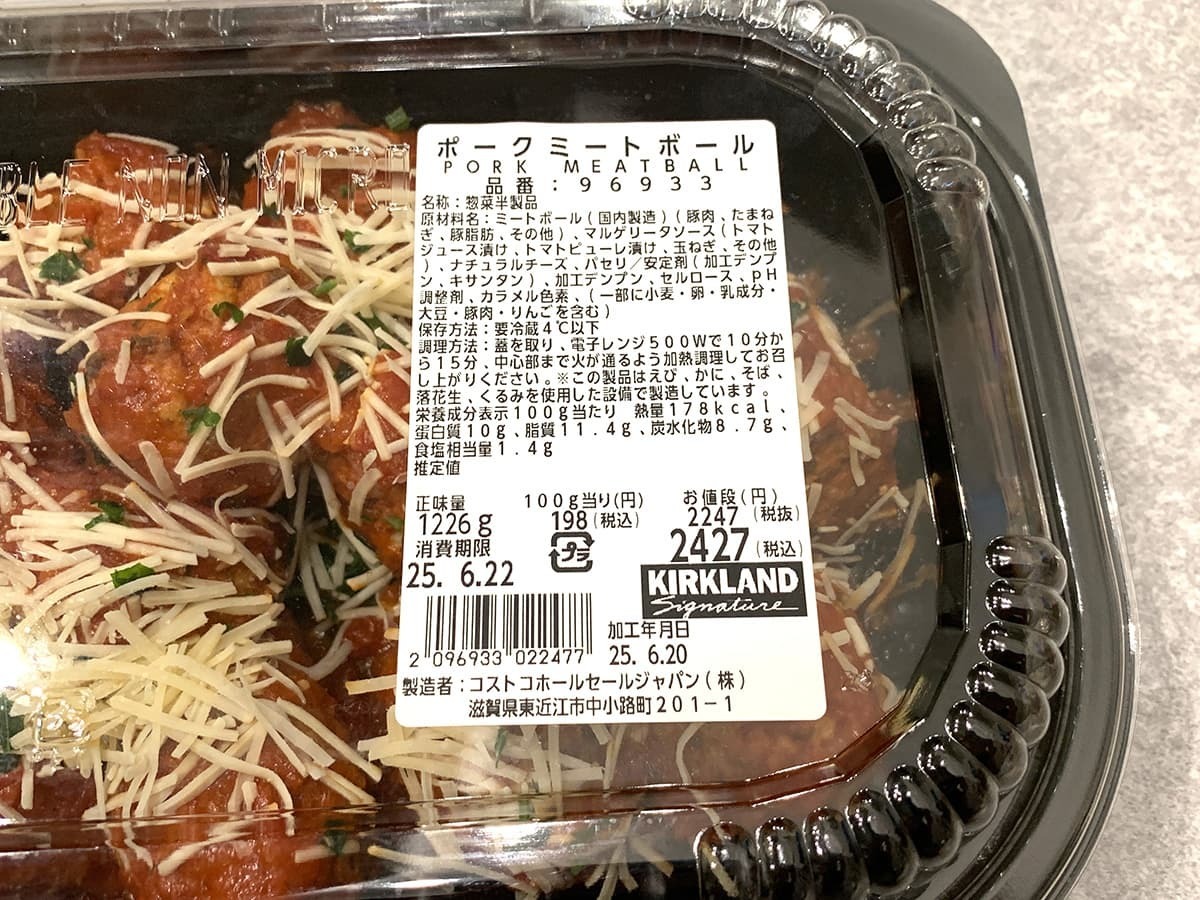 ポークミートボール
PORK MEATBALL
品番:96933
名称:惣菜半製品
原材料名:ミートボール(国内製造)(豚肉、たまね
ぎ、豚脂肪、その他)、マルゲリータソース(トマト
ジュース漬け、トマトピューレ漬け、玉ねぎ、その他
)、ナチュラルチーズ、パセリ/安定剤(加工デンプ
ン、キサンタン)、加工デンプン、セルロース、pH
調整剤、カラメル色素、(一部に小麦・卵・乳成分・
大豆・豚肉・りんごを含む)
保存方法:要冷蔵4℃以下
調理方法:蓋を取り、電子レンジ500Wで10分か
ら15分、中心部まで火が通るよう加熱調理してお召
し上がりください。※この製品はえび、かに、そば、
落花生、くるみを使用した設備で製造しています。
栄養成分表示100g当たり 熱量178kcal、
蛋白質10g、脂質11.4g、炭水化物8.7g、
食塩相当量1.4g
推定値
正味量 100g当り(円) お値段(円)
1226g 198(税込) 2247(税抜)
消費期限 プラ 2427(税込)
25.6.22
KIRKLAND
Signature
加工年月日
25.6.20
2 096933 022477
製造者:コストコホールセールジャパン(株)
滋賀県東近江市中小路町201-1